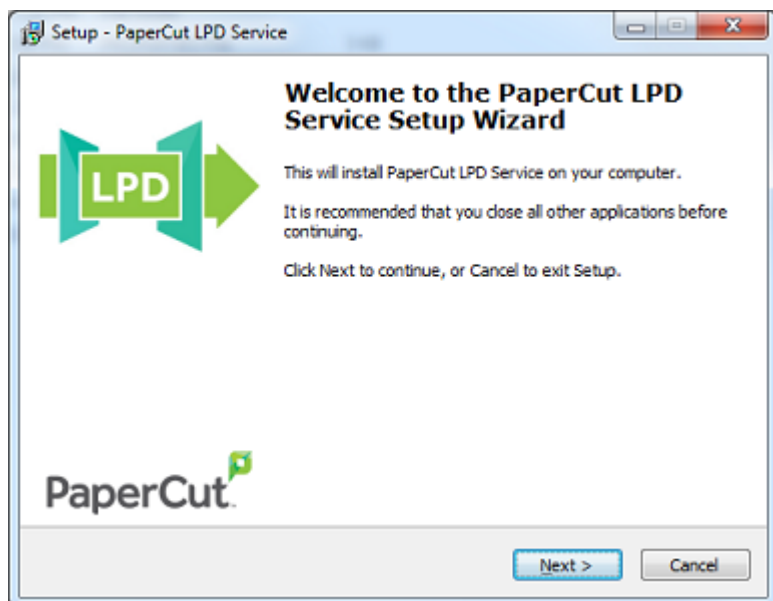 Setup - PaperCut LPD Service
Welcome to the PaperCut LPD
Service Setup Wizard
This will install PaperCut LPD Service on your computer.
It is recommended that you close all other applications before
continuing.
Click Next to continue, or Cancel to exit Setup.
LPD
PaperCut™
Next >
Cancel